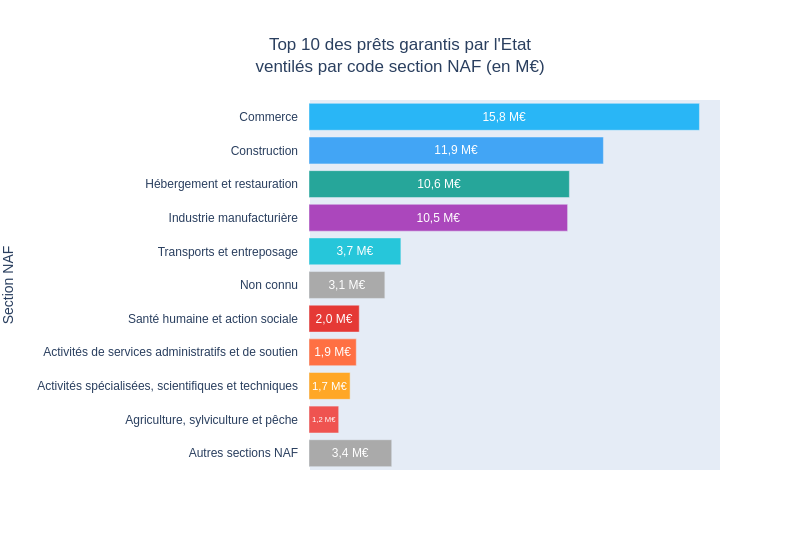 Top 10 des prêts garantis par l'Etat
ventilés par code section NAF (en M€)
Section NAF
Commerce 15,8 M€
Construction 11,9 M€
Hébergement et restauration 10,6 M€
Industrie manufacturière 10,5 M€
Transports et entreposage 3,7 M€
Non connu 3,1 M€
Santé humaine et action sociale 2,0 M€
Activités de services administratifs et de soutien 1,9 M€
Activités spécialisées, scientifiques et techniques 1,7 M€
Agriculture, sylviculture et pêche 1,2 M€
Autres sections NAF 3,4 M€